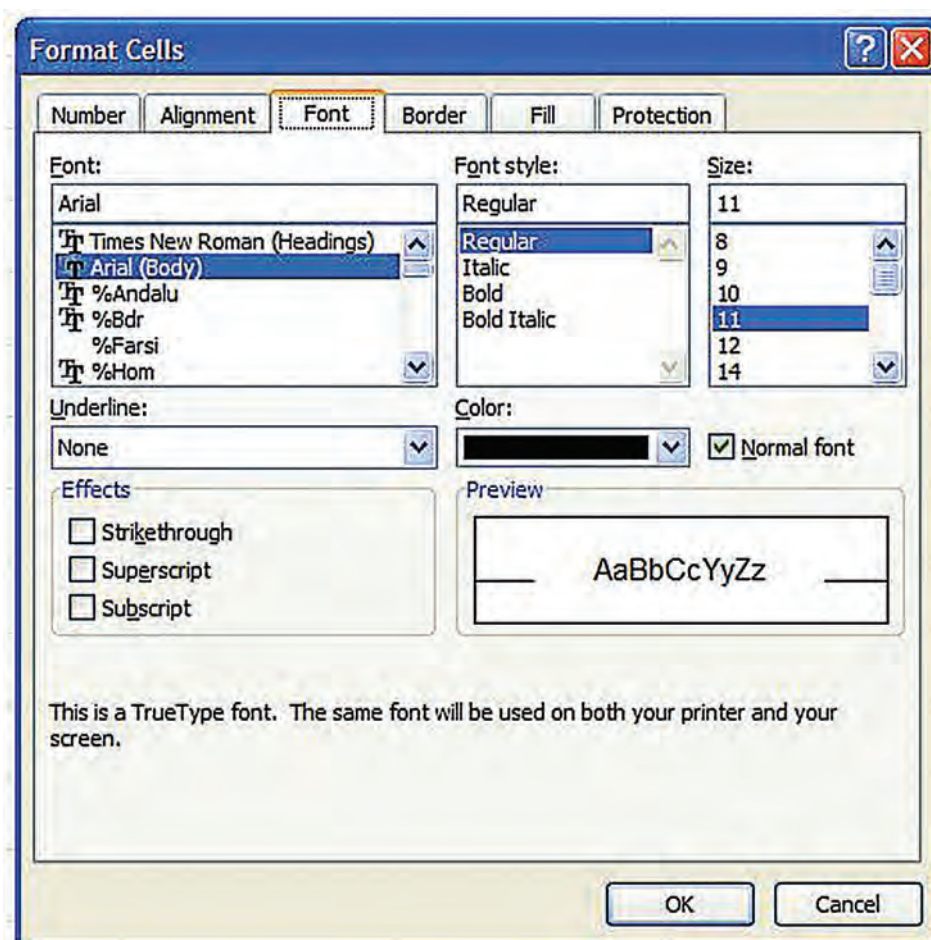 Format Cells
Number Alignment Font Border Fill Protection
Font:
Arial
Times New Roman (Headings)
Arial (Body)
%Andalu
%Bdr
%Farsi
%Hom
Font style:
Regular
Regular
Italic
Bold
Bold Italic
Size:
11
8
9
10
11
12
14
Underline:
None
Color:
Normal font
Effects
Strikethrough
Superscript
Subscript
Preview
AaBbCcYyZz
This is a TrueType font. The same font will be used on both your printer and your
screen.
OK Cancel